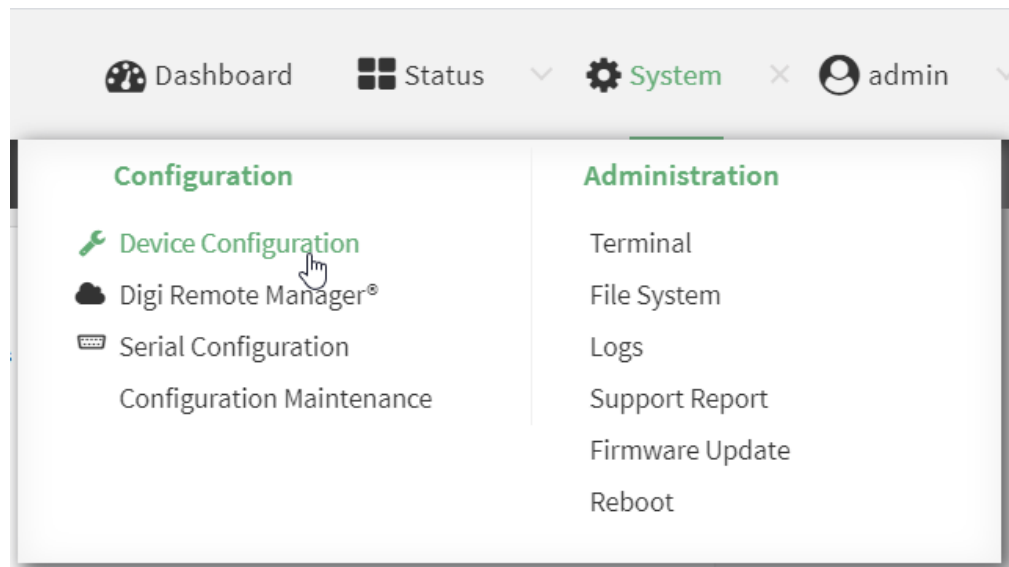 Dashboard Status System admin
Configuration
Device Configuration
Digi Remote Manager®
Serial Configuration
Configuration Maintenance
Administration
Terminal
File System
Logs
Support Report
Firmware Update
Reboot